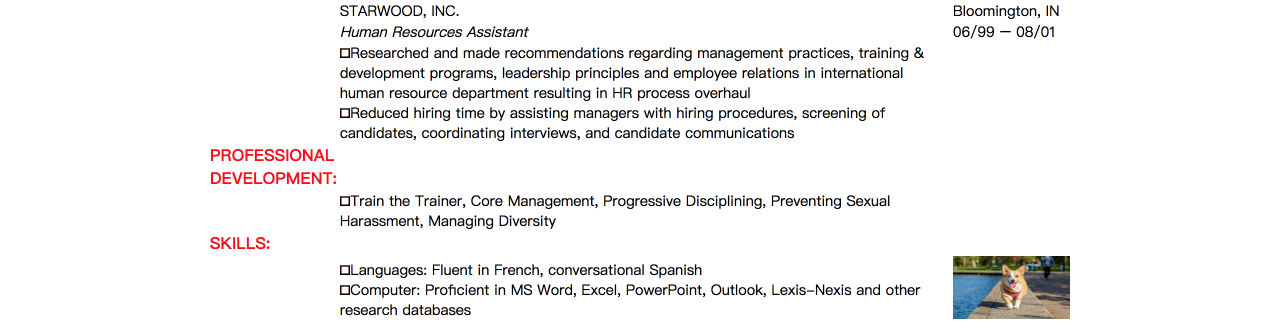 STARWOOD, INC. Bloomington, IN
Human Resources Assistant 06/99 – 08/01
□Researched and made recommendations regarding management practices, training &
development programs, leadership principles and employee relations in international
human resource department resulting in HR process overhaul
□Reduced hiring time by assisting managers with hiring procedures, screening of
candidates, coordinating interviews, and candidate communications
PROFESSIONAL
DEVELOPMENT:
□Train the Trainer, Core Management, Progressive Disciplining, Preventing Sexual
Harassment, Managing Diversity
SKILLS:
□Languages: Fluent in French, conversational Spanish
□Computer: Proficient in MS Word, Excel, PowerPoint, Outlook, Lexis-Nexis and other
research databases